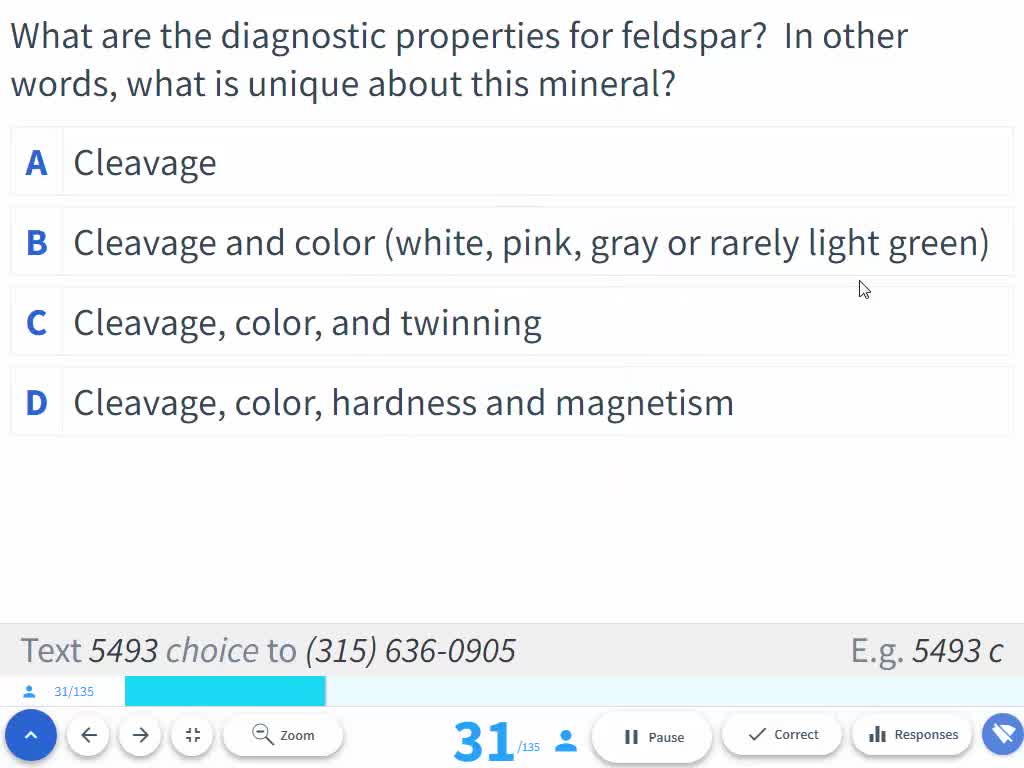 What are the diagnostic properties for feldspar? In other
words, what is unique about this mineral?
A Cleavage
B Cleavage and color (white, pink, gray or rarely light green)
C Cleavage, color, and twinning
D Cleavage, color, hardness and magnetism
Text 5493 choice to (315) 636-0905 E.g. 5493 c
31/135
Zoom 31/135 Pause Correct Responses